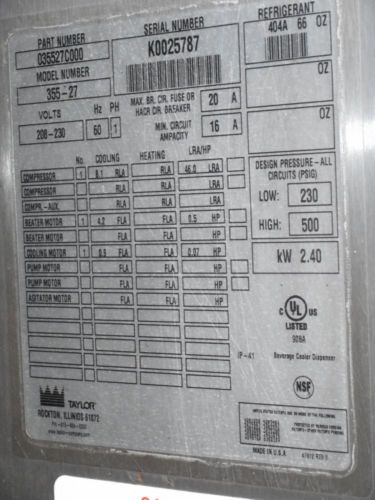 PART NUMBER
035527C000
MODEL NUMBER
355-27
VOLTS Hz PH
208-230 60 1
SERIAL NUMBER
K0025787
MAX. BR. CIR. FUSE OR
HACR CIR. BREAKER
20 A
MIN. CIRCUIT
AMPACITY
16 A
REFRIGERANT
404A 66 OZ
OZ
OZ
No. COOLING HEATING LRA/HP
COMPRESSOR 1 8.1 RLA RLA 46.0 LRA
COMPRESSOR RLA RLA LRA
COMPR. - AUX. RLA RLA LRA
BEATER MOTOR 1 4.2 FLA FLA 0.5 HP
BEATER MOTOR FLA FLA HP
COOLING MOTOR 1 0.9 FLA FLA 0.07 HP
PUMP MOTOR FLA FLA HP
PUMP MOTOR FLA FLA HP
AGITATOR MOTOR FLA FLA HP
DESIGN PRESSURE-ALL
CIRCUITS (PSIG)
LOW: 230
HIGH: 500
kW 2.40
C UL US
LISTED
908A
Beverage Cooler Dispenser
NSF
TAYLOR
ROCKTON, ILLINOIS 61072
MADE IN U.S.A.